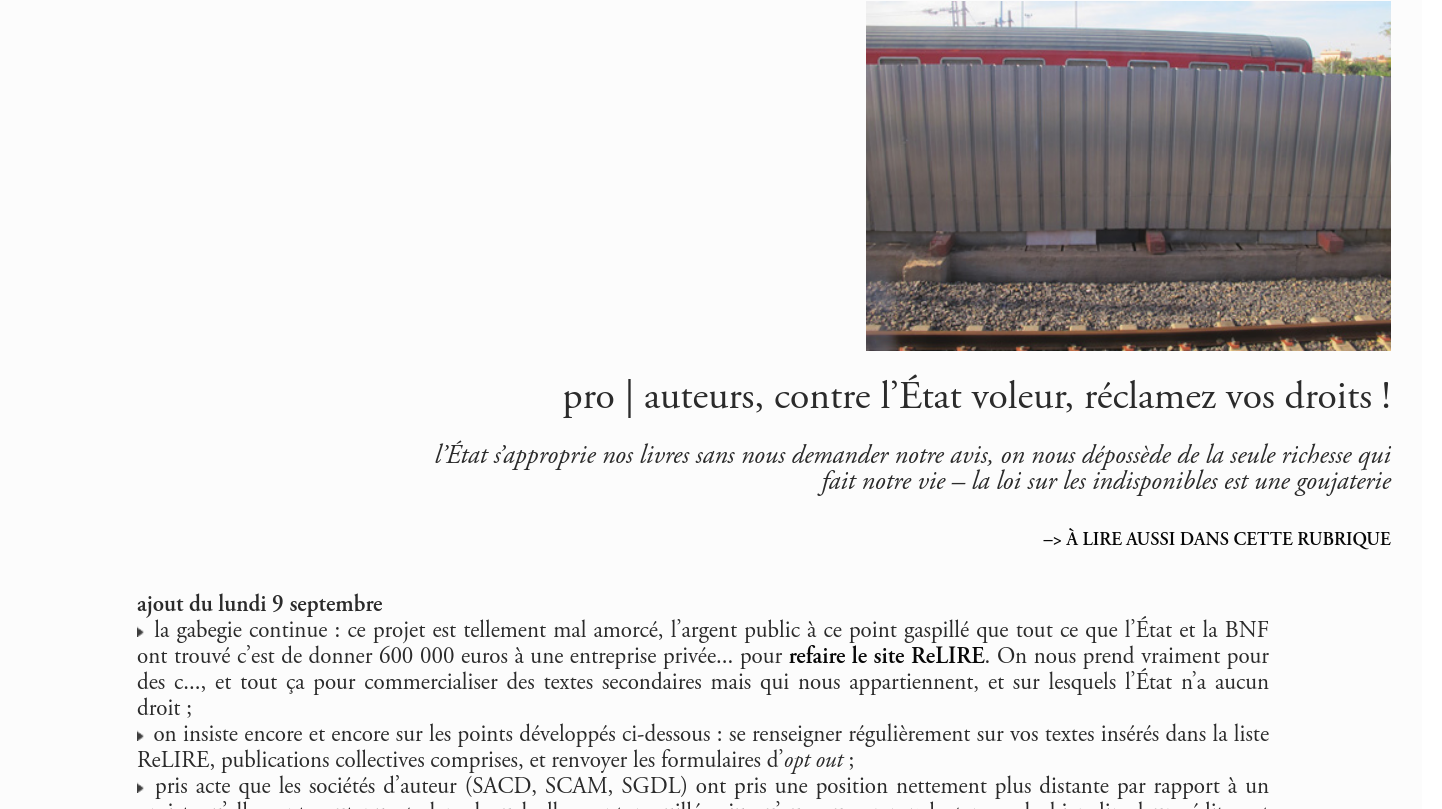 pro | auteurs, contre l’État voleur, réclamez vos droits !
l’État s’approprie nos livres sans nous demander notre avis, on nous dépossède de la seule richesse qui
fait notre vie – la loi sur les indisponibles est une goujaterie
–> À LIRE AUSSI DANS CETTE RUBRIQUE
ajout du lundi 9 septembre
la gabegie continue : ce projet est tellement mal amorcé, l’argent public à ce point gaspillé que tout ce que l’État et la BNF
ont trouvé c’est de donner 600 000 euros à une entreprise privée... pour refaire le site ReLIRE. On nous prend vraiment pour
des c..., et tout ça pour commercialiser des textes secondaires mais qui nous appartiennent, et sur lesquels l’État n’a aucun
droit ;
on insiste encore et encore sur les points développés ci-dessous : se renseigner régulièrement sur vos textes insérés dans la liste
ReLIRE, publications collectives comprises, et renvoyer les formulaires d’opt out ;
pris acte que les sociétés d’auteur (SACD, SCAM, SGDL) ont pris une position nettement plus distante par rapport à un